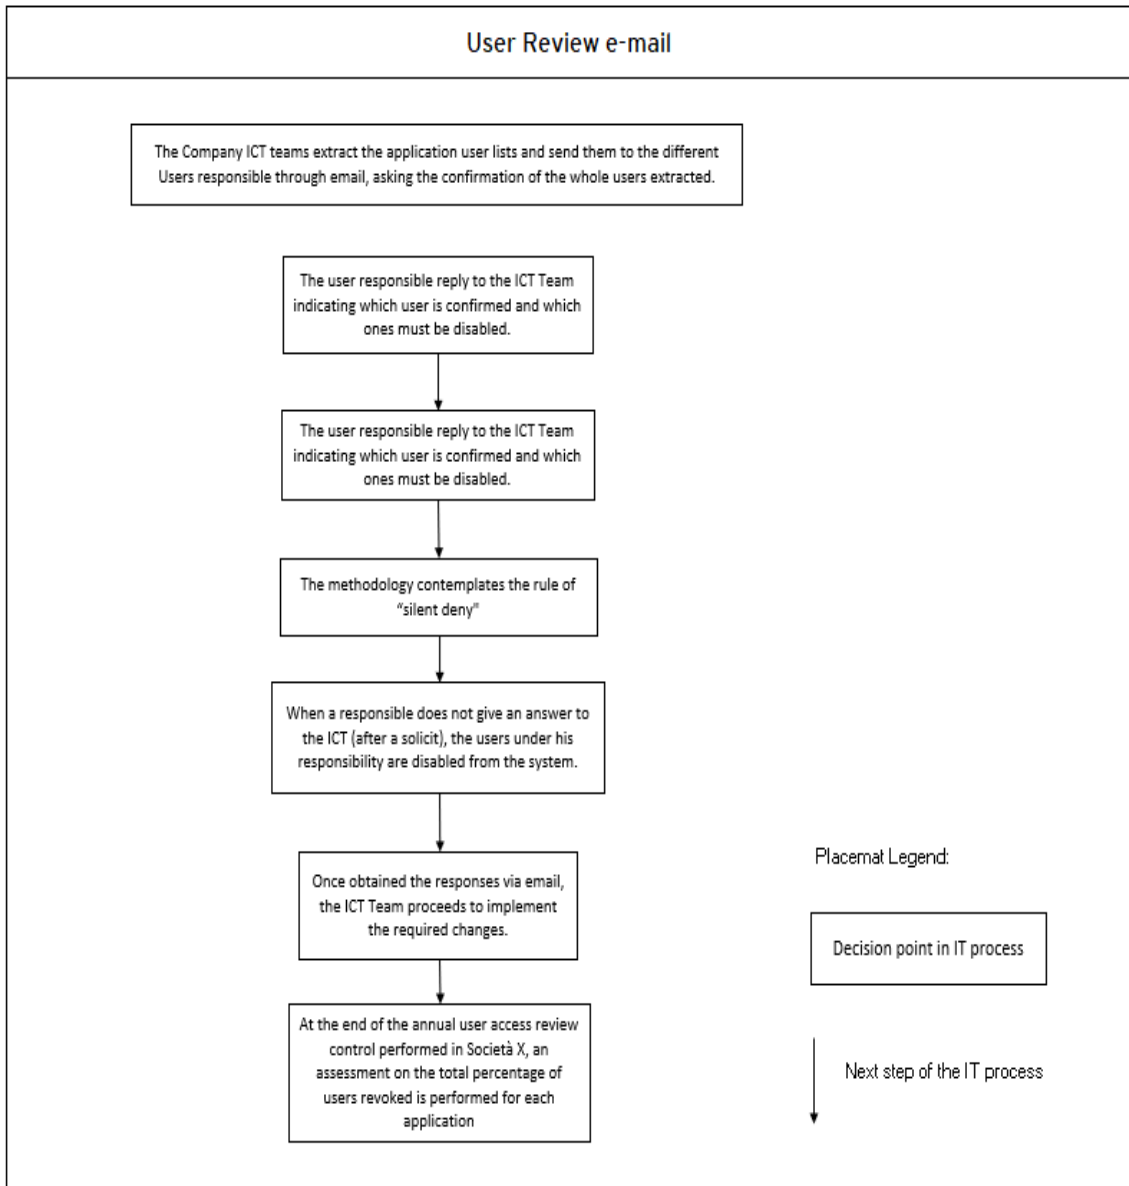 User Review e-mail
The Company ICT teams extract the application user lists and send them to the different
Users responsible through email, asking the confirmation of the whole users extracted.
The user responsible reply to the ICT Team
indicating which user is confirmed and which
ones must be disabled.
The user responsible reply to the ICT Team
indicating which user is confirmed and which
ones must be disabled.
The methodology contemplates the rule of
“silent deny”
When a responsible does not give an answer to
the ICT (after a solicit), the users under his
responsibility are disabled from the system.
Once obtained the responses via email,
the ICT Team proceeds to implement
the required changes.
At the end of the annual user access review
control performed in Società X, an
assessment on the total percentage of
users revoked is performed for each
application
Placemat Legend:
Decision point in IT process
Next step of the IT process